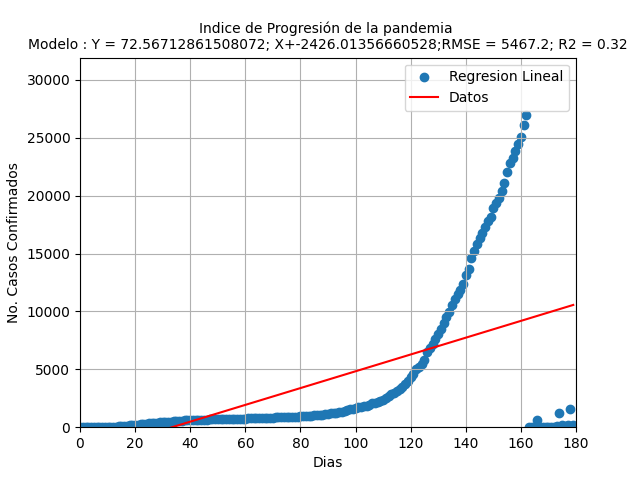 Indice de Progresión de la pandemia
Modelo : Y = 72.56712861508072; X+-2426.01356660528;RMSE = 5467.2; R2 = 0.32
Regresion Lineal
Datos
No. Casos Confirmados
30000
25000
20000
15000
10000
5000
0
0 20 40 60 80 100 120 140 160 180
Dias